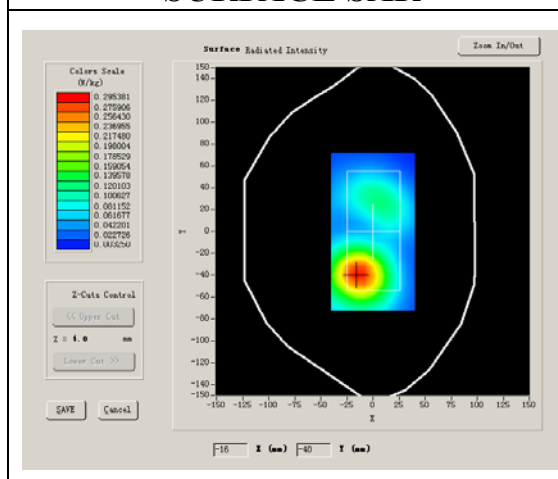 SURFACE SAR
Surface Radiated Intensity
Zoom In/Out
Colors Scale
(W/kg)
0.295381
0.275906
0.256430
0.236955
0.217480
0.198004
0.178529
0.159054
0.139578
0.120103
0.100627
0.081152
0.061677
0.042201
0.022726
0.003250
Z-Cuts Control
<< Upper Cut
Z = 4.0 mm
Lower Cut >>
SAVE Cancel
150
140
120
100
80
60
40
20
0
-20
-40
-60
-80
-100
-120
-140
-150
Y
-150 -125 -100 -75 -50 -25 0 25 50 75 100 125 150
X
-16 X (mm) -40 Y (mm)